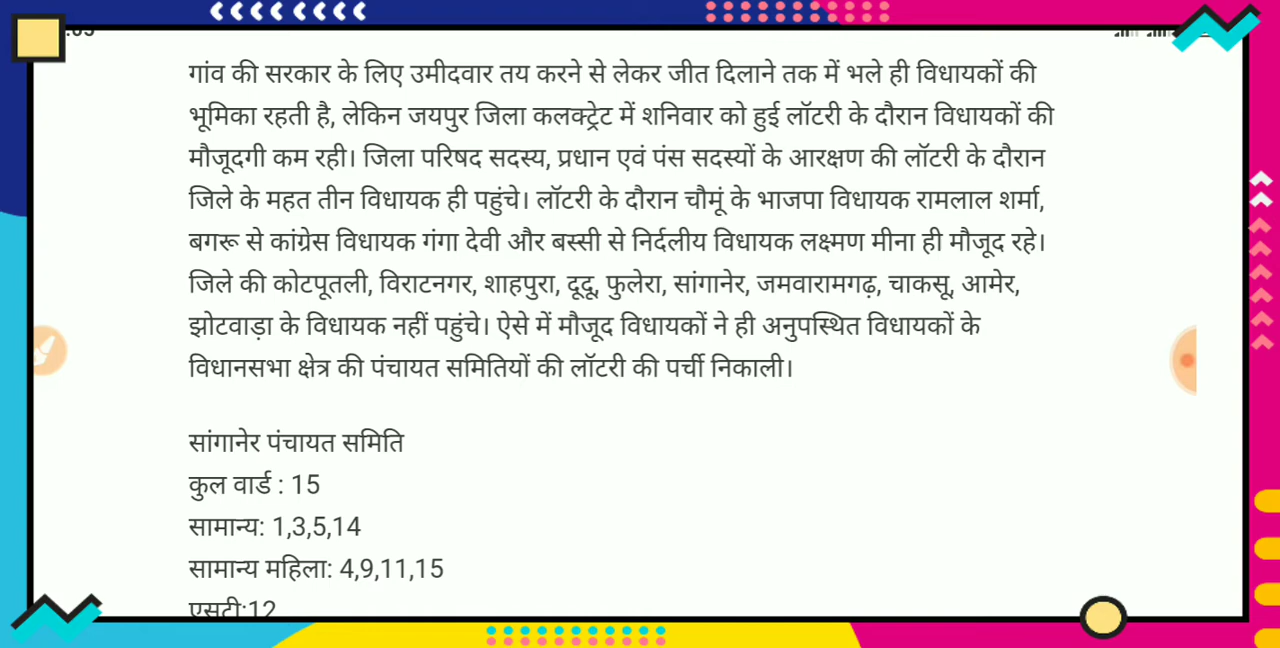 गांव की सरकार के लिए उमीदवार तय करने से लेकर जीत दिलाने तक में भले ही विधायकों की
भूमिका रहती है, लेकिन जयपुर जिला कलक्ट्रेट में शनिवार को हुई लॉटरी के दौरान विधायकों की
मौजूदगी कम रही। जिला परिषद सदस्य, प्रधान एवं पंस सदस्यों के आरक्षण की लॉटरी के दौरान
जिले के महत तीन विधायक ही पहुंचे। लॉटरी के दौरान चौमूं के भाजपा विधायक रामलाल शर्मा,
बगरू से कांग्रेस विधायक गंगा देवी और बस्सी से निर्दलीय विधायक लक्ष्मण मीना ही मौजूद रहे।
जिले की कोटपूतली, विराटनगर, शाहपुरा, दूदू, फुलेरा, सांगानेर, जमवारामगढ़, चाकसू, आमेर,
झोटवाड़ा के विधायक नहीं पहुंचे। ऐसे में मौजूद विधायकों ने ही अनुपस्थित विधायकों के
विधानसभा क्षेत्र की पंचायत समितियों की लॉटरी की पर्ची निकाली।
सांगानेर पंचायत समिति
कुल वार्ड : 15
सामान्य: 1,3,5,14
सामान्य महिला: 4,9,11,15
एसटी:12